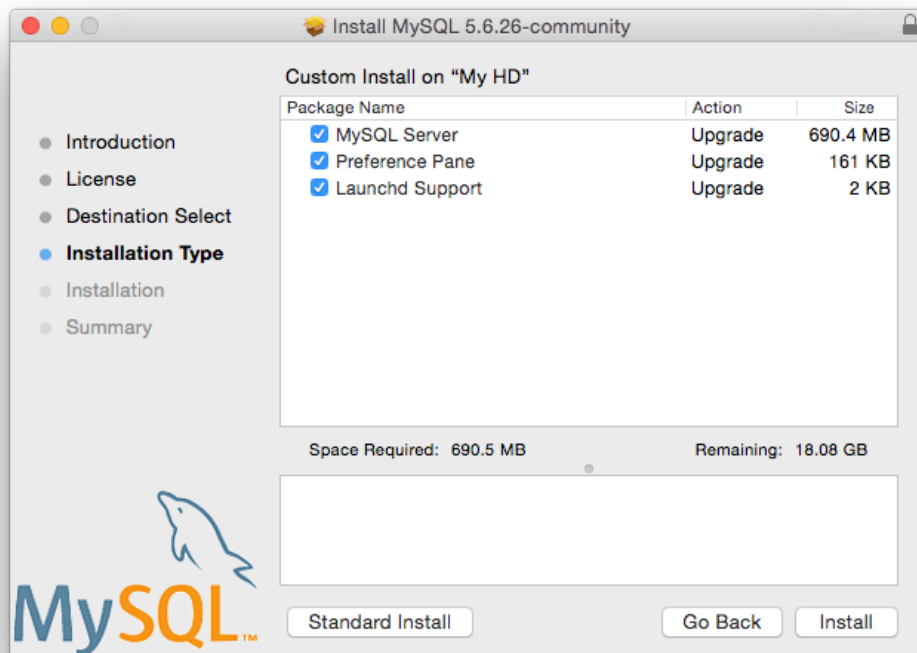 Install MySQL 5.6.26-community
Custom Install on “My HD”
Package Name Action Size
MySQL Server Upgrade 690.4 MB
Preference Pane Upgrade 161 KB
Launchd Support Upgrade 2 KB
Introduction
License
Destination Select
Installation Type
Installation
Summary
Space Required: 690.5 MB Remaining: 18.08 GB
MySQL™
Standard Install Go Back Install